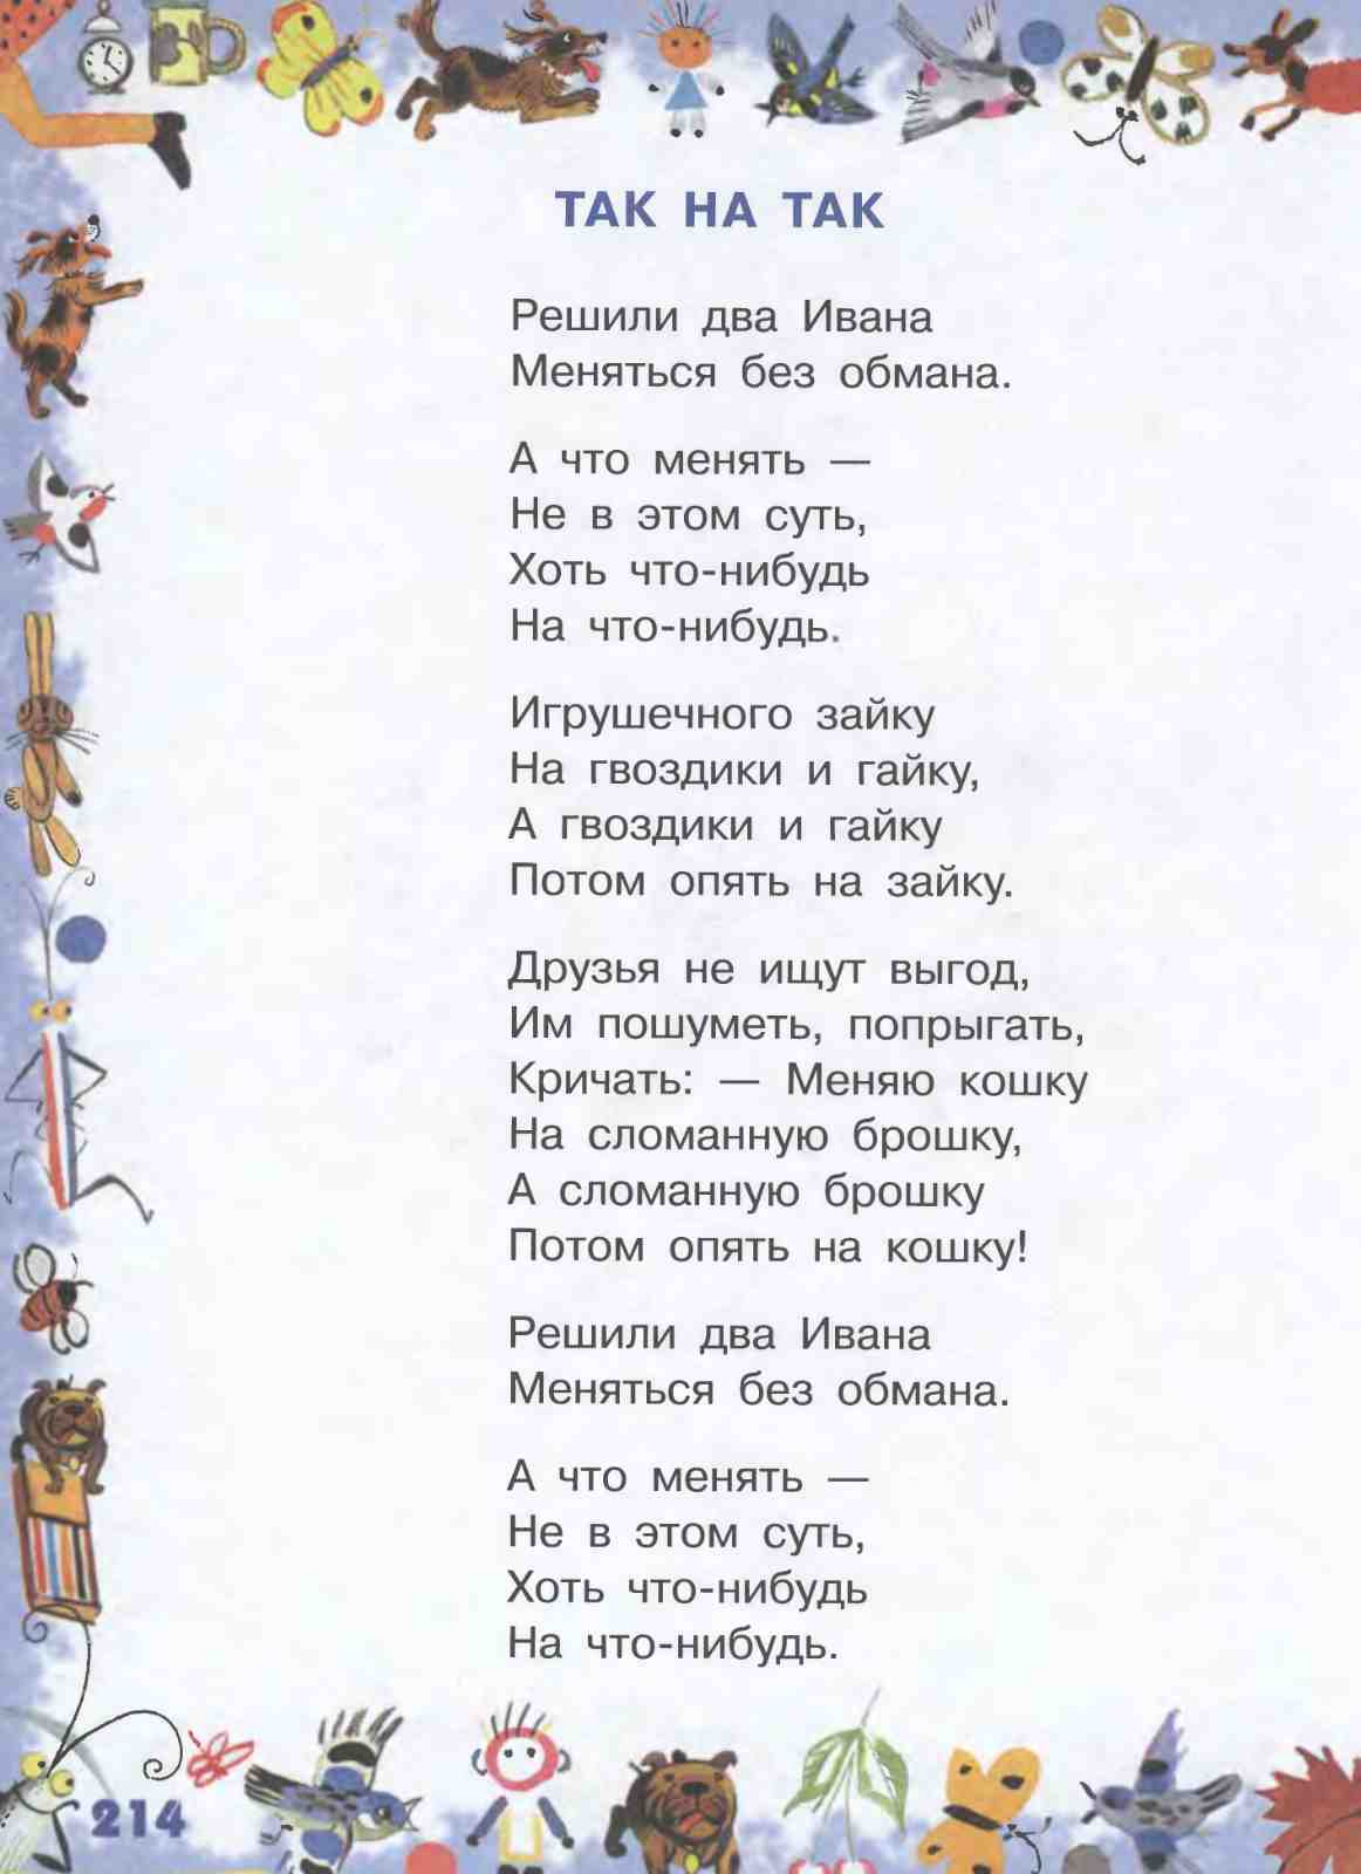 ТАК НА ТАК
Решили два Ивана
Меняться без обмана.
А что менять —
Не в этом суть,
Хоть что-нибудь
На что-нибудь.
Игрушечного зайку
На гвоздики и гайку,
А гвоздики и гайку
Потом опять на зайку.
Друзья не ищут выгод,
Им пошуметь, попрыгать,
Кричать: — Меняю кошку
На сломанную брошку,
А сломанную брошку
Потом опять на кошку!
Решили два Ивана
Меняться без обмана.
А что менять —
Не в этом суть,
Хоть что-нибудь
На что-нибудь.
214